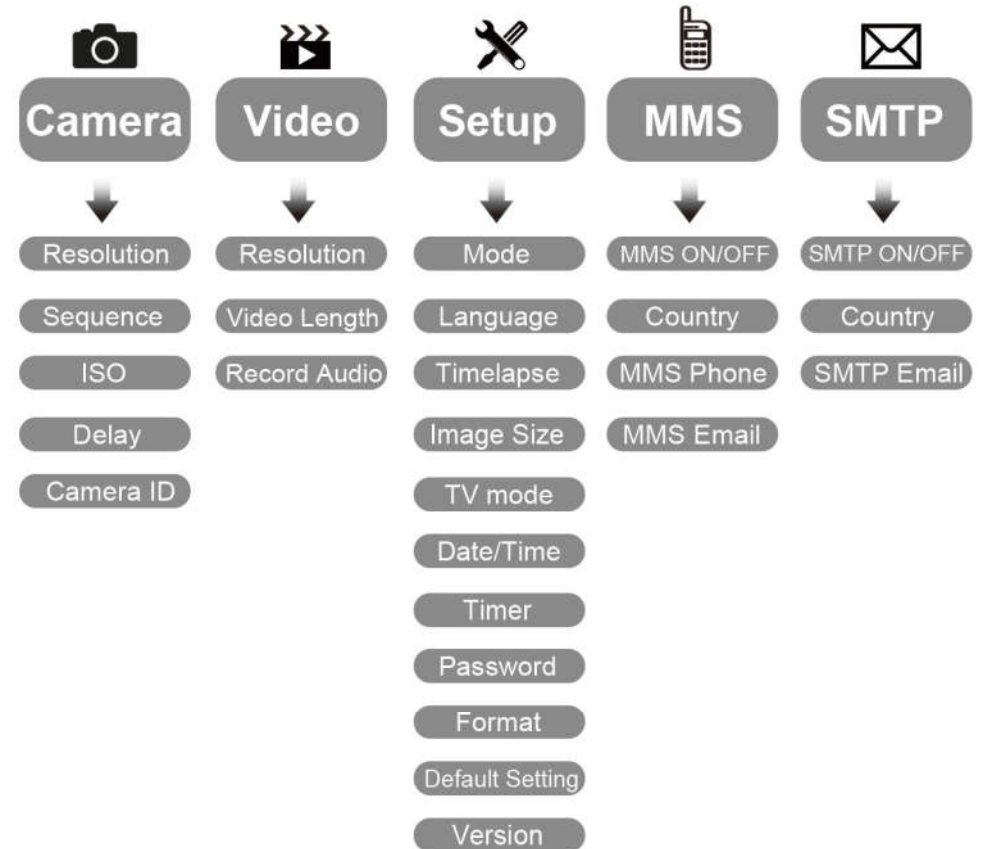 Camera
Resolution
Sequence
ISO
Delay
Camera ID
Video
Resolution
Video Length
Record Audio
Setup
Mode
Language
Timelapse
Image Size
TV mode
Date/Time
Timer
Password
Format
Default Setting
Version
MMS
MMS ON/OFF
Country
MMS Phone
MMS Email
SMTP
SMTP ON/OFF
Country
SMTP Email